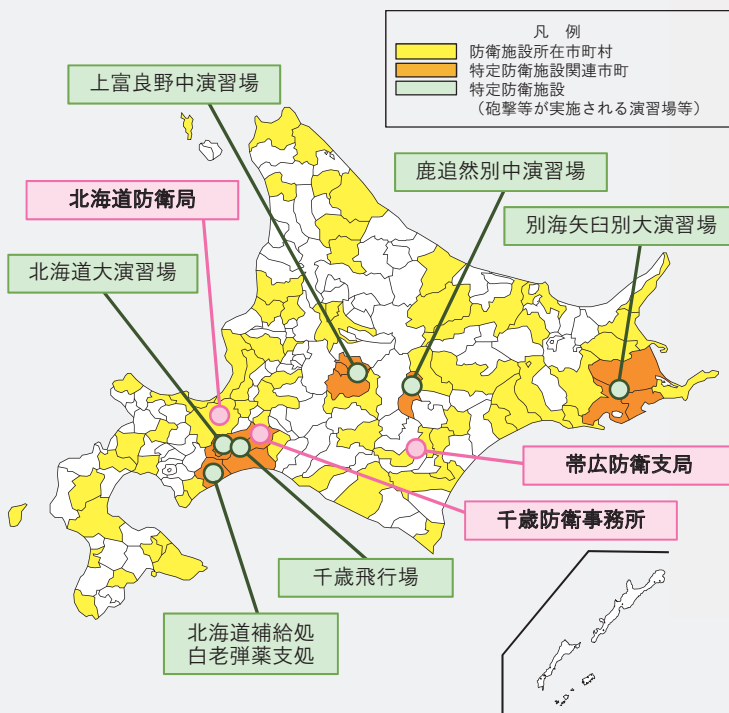 凡 例
防衛施設所在市町村
特定防衛施設関連市町
特定防衛施設
（砲撃等が実施される演習場等）
上富良野中演習場
鹿追然別中演習場
北海道防衛局
別海矢臼別大演習場
北海道大演習場
帯広防衛支局
千歳防衛事務所
千歳飛行場
北海道補給処
白老弾薬支処